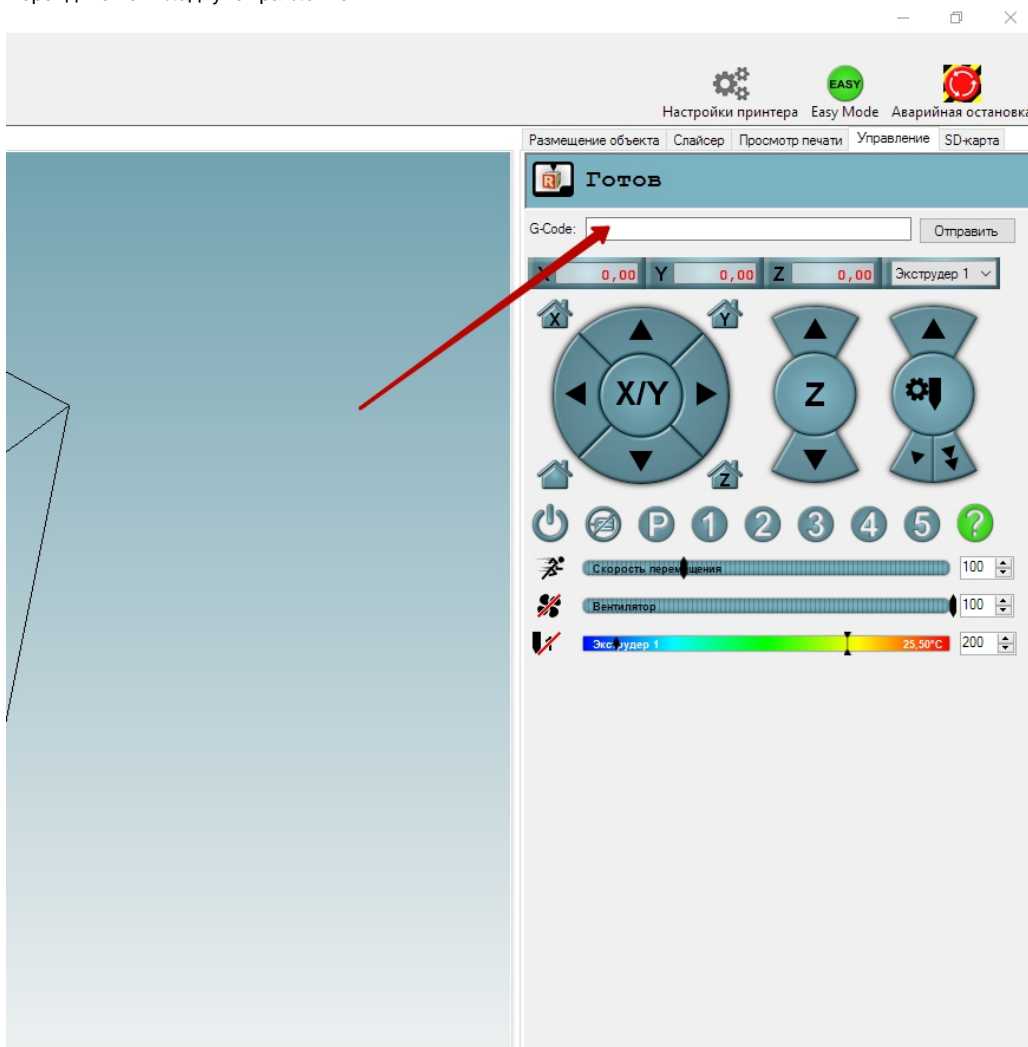 Настройки принтера Easy Mode Аварийная остановка
EASY
Размещение объекта Слайсер Просмотр печати Управление SD-карта
R Готов
G-Code: Отправить
X 0,00 Y 0,00 Z 0,00 Экструдер 1
X Y
X/Y Z
Z
P 1 2 3 4 5 ?
Скорость перемещения 100
Вентилятор 100
1 Экструдер 1 25,50°C 200